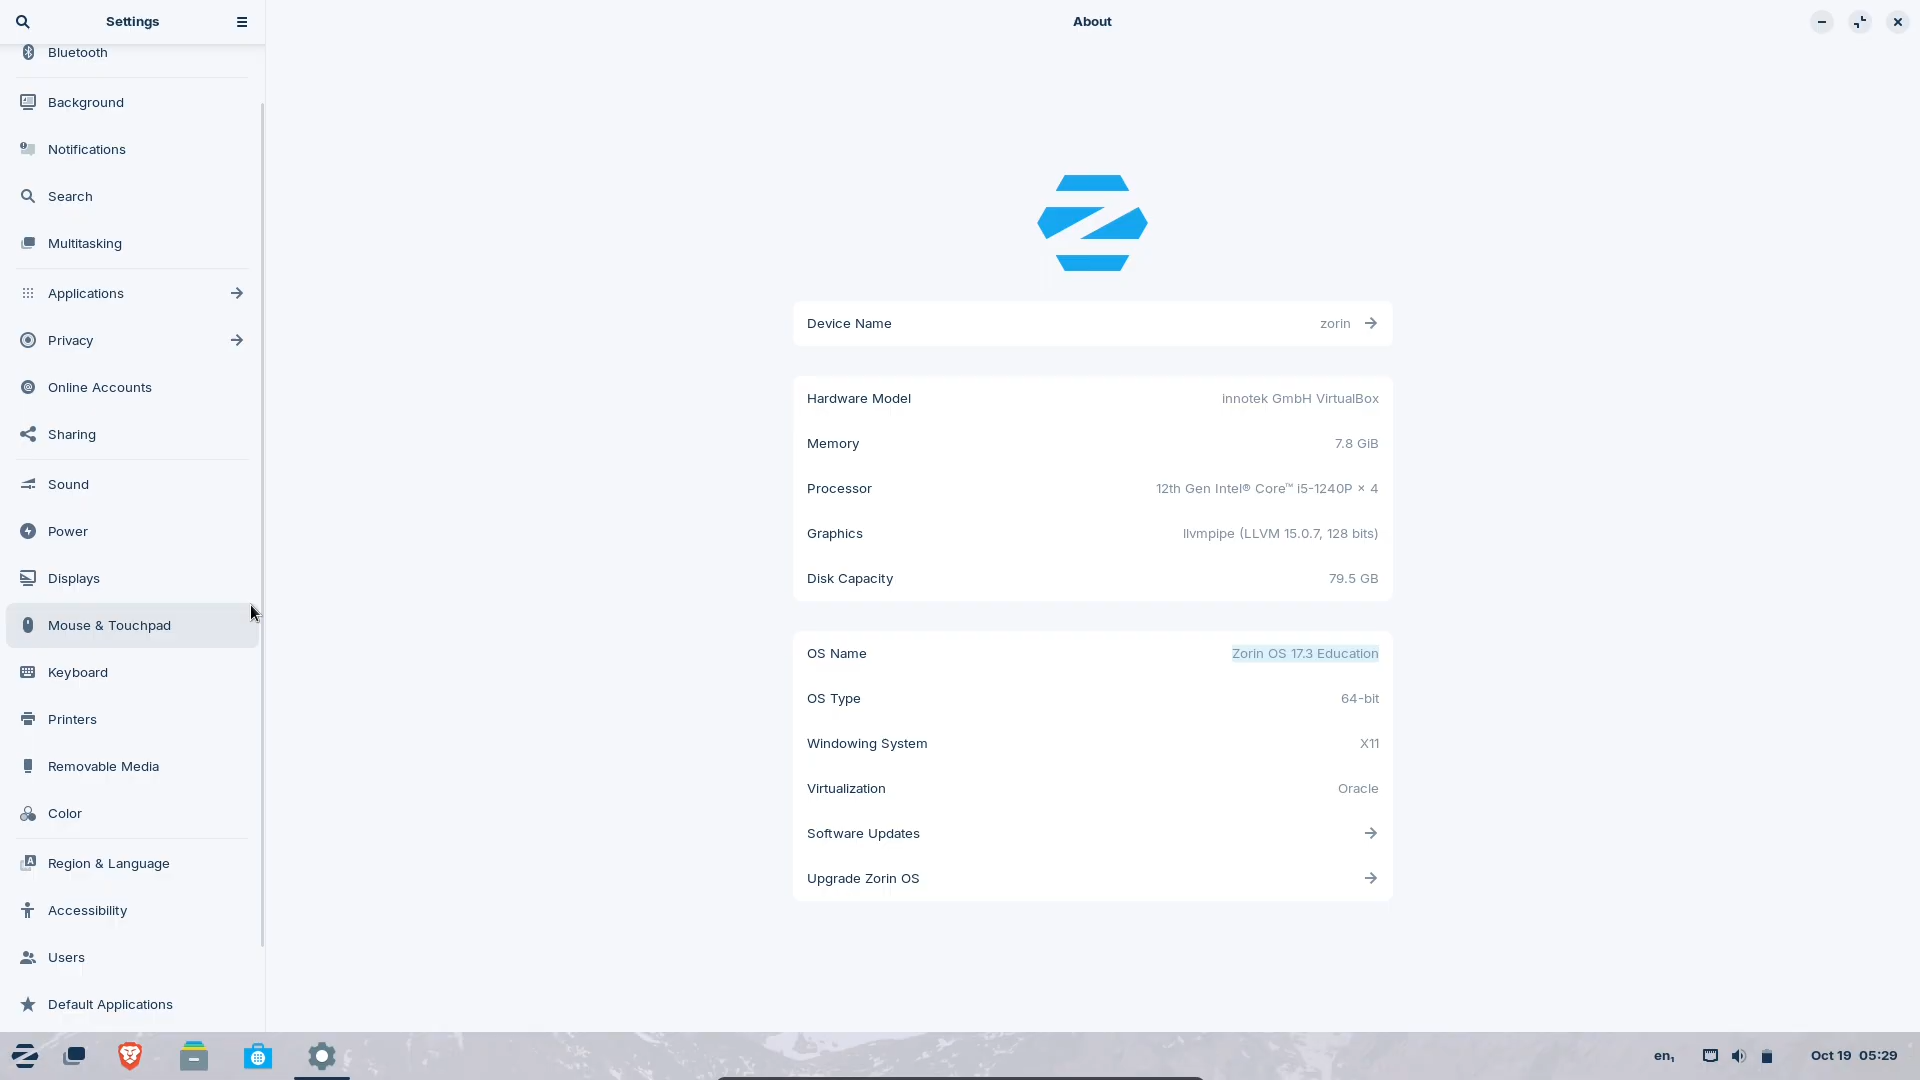 Settings
About
Bluetooth
Background
Notifications
Search
Multitasking
Applications
Privacy
Online Accounts
Sharing
Sound
Power
Displays
Mouse & Touchpad
Keyboard
Printers
Removable Media
Color
Region & Language
Accessibility
Users
Default Applications
Device Name zorin
Hardware Model innotek GmbH VirtualBox
Memory 7.8 GiB
Processor 12th Gen Intel® Core™ i5-1240P × 4
Graphics llvmpipe (LLVM 15.0.7, 128 bits)
Disk Capacity 79.5 GB
OS Name Zorin OS 17.3 Education
OS Type 64-bit
Windowing System X11
Virtualization Oracle
Software Updates
Upgrade Zorin OS
en₁ Oct 19 05:29